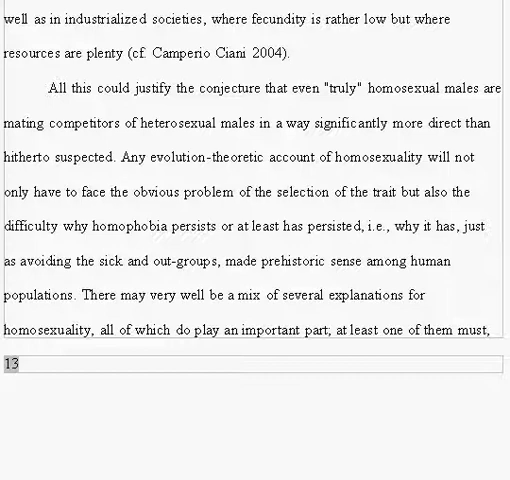 well as in industrialized societies, where fecundity is rather low but where
resources are plenty (cf. Camperio Ciani 2004).
All this could justify the conjecture that even "truly" homosexual males are
mating competitors of heterosexual males in a way significantly more direct than
hitherto suspected. Any evolution-theoretic account of homosexuality will not
only have to face the obvious problem of the selection of the trait but also the
difficulty why homophobia persists or at least has persisted, i.e., why it has, just
as avoiding the sick and out-groups, made prehistoric sense among human
populations. There may very well be a mix of several explanations for
homosexuality, all of which do play an important part; at least one of them must,
13